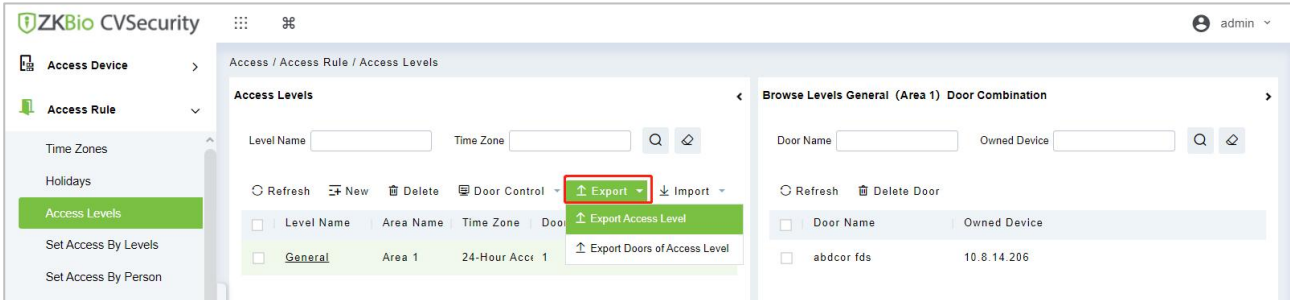 ZKBio CVSecurity
admin
Access Device
Access Rule
Time Zones
Holidays
Access Levels
Set Access By Levels
Set Access By Person
Access / Access Rule / Access Levels
Access Levels
Level Name
Time Zone
Refresh New Delete Door Control Export Import
Export Access Level
Export Doors of Access Level
Level Name Area Name Time Zone Doo
General Area 1 24-Hour Acce 1
Browse Levels General (Area 1) Door Combination
Door Name
Owned Device
Refresh Delete Door
Door Name Owned Device
abdcor fds 10.8.14.206